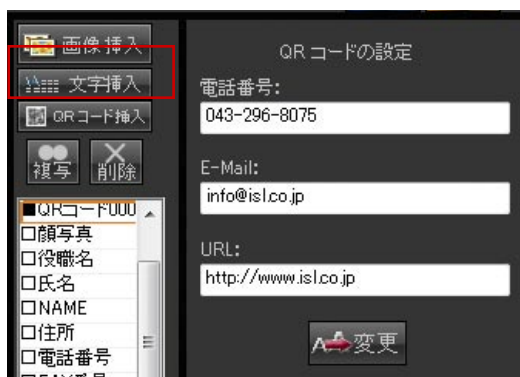 画像挿入
文字挿入
QRコード挿入
複写
削除
■QRコード000
□顔写真
□役職名
□氏名
□NAME
□住所
□電話番号
QRコードの設定
電話番号:
043-296-8075
E-Mail:
info@isl.co.jp
URL:
http://www.isl.co.jp
変更